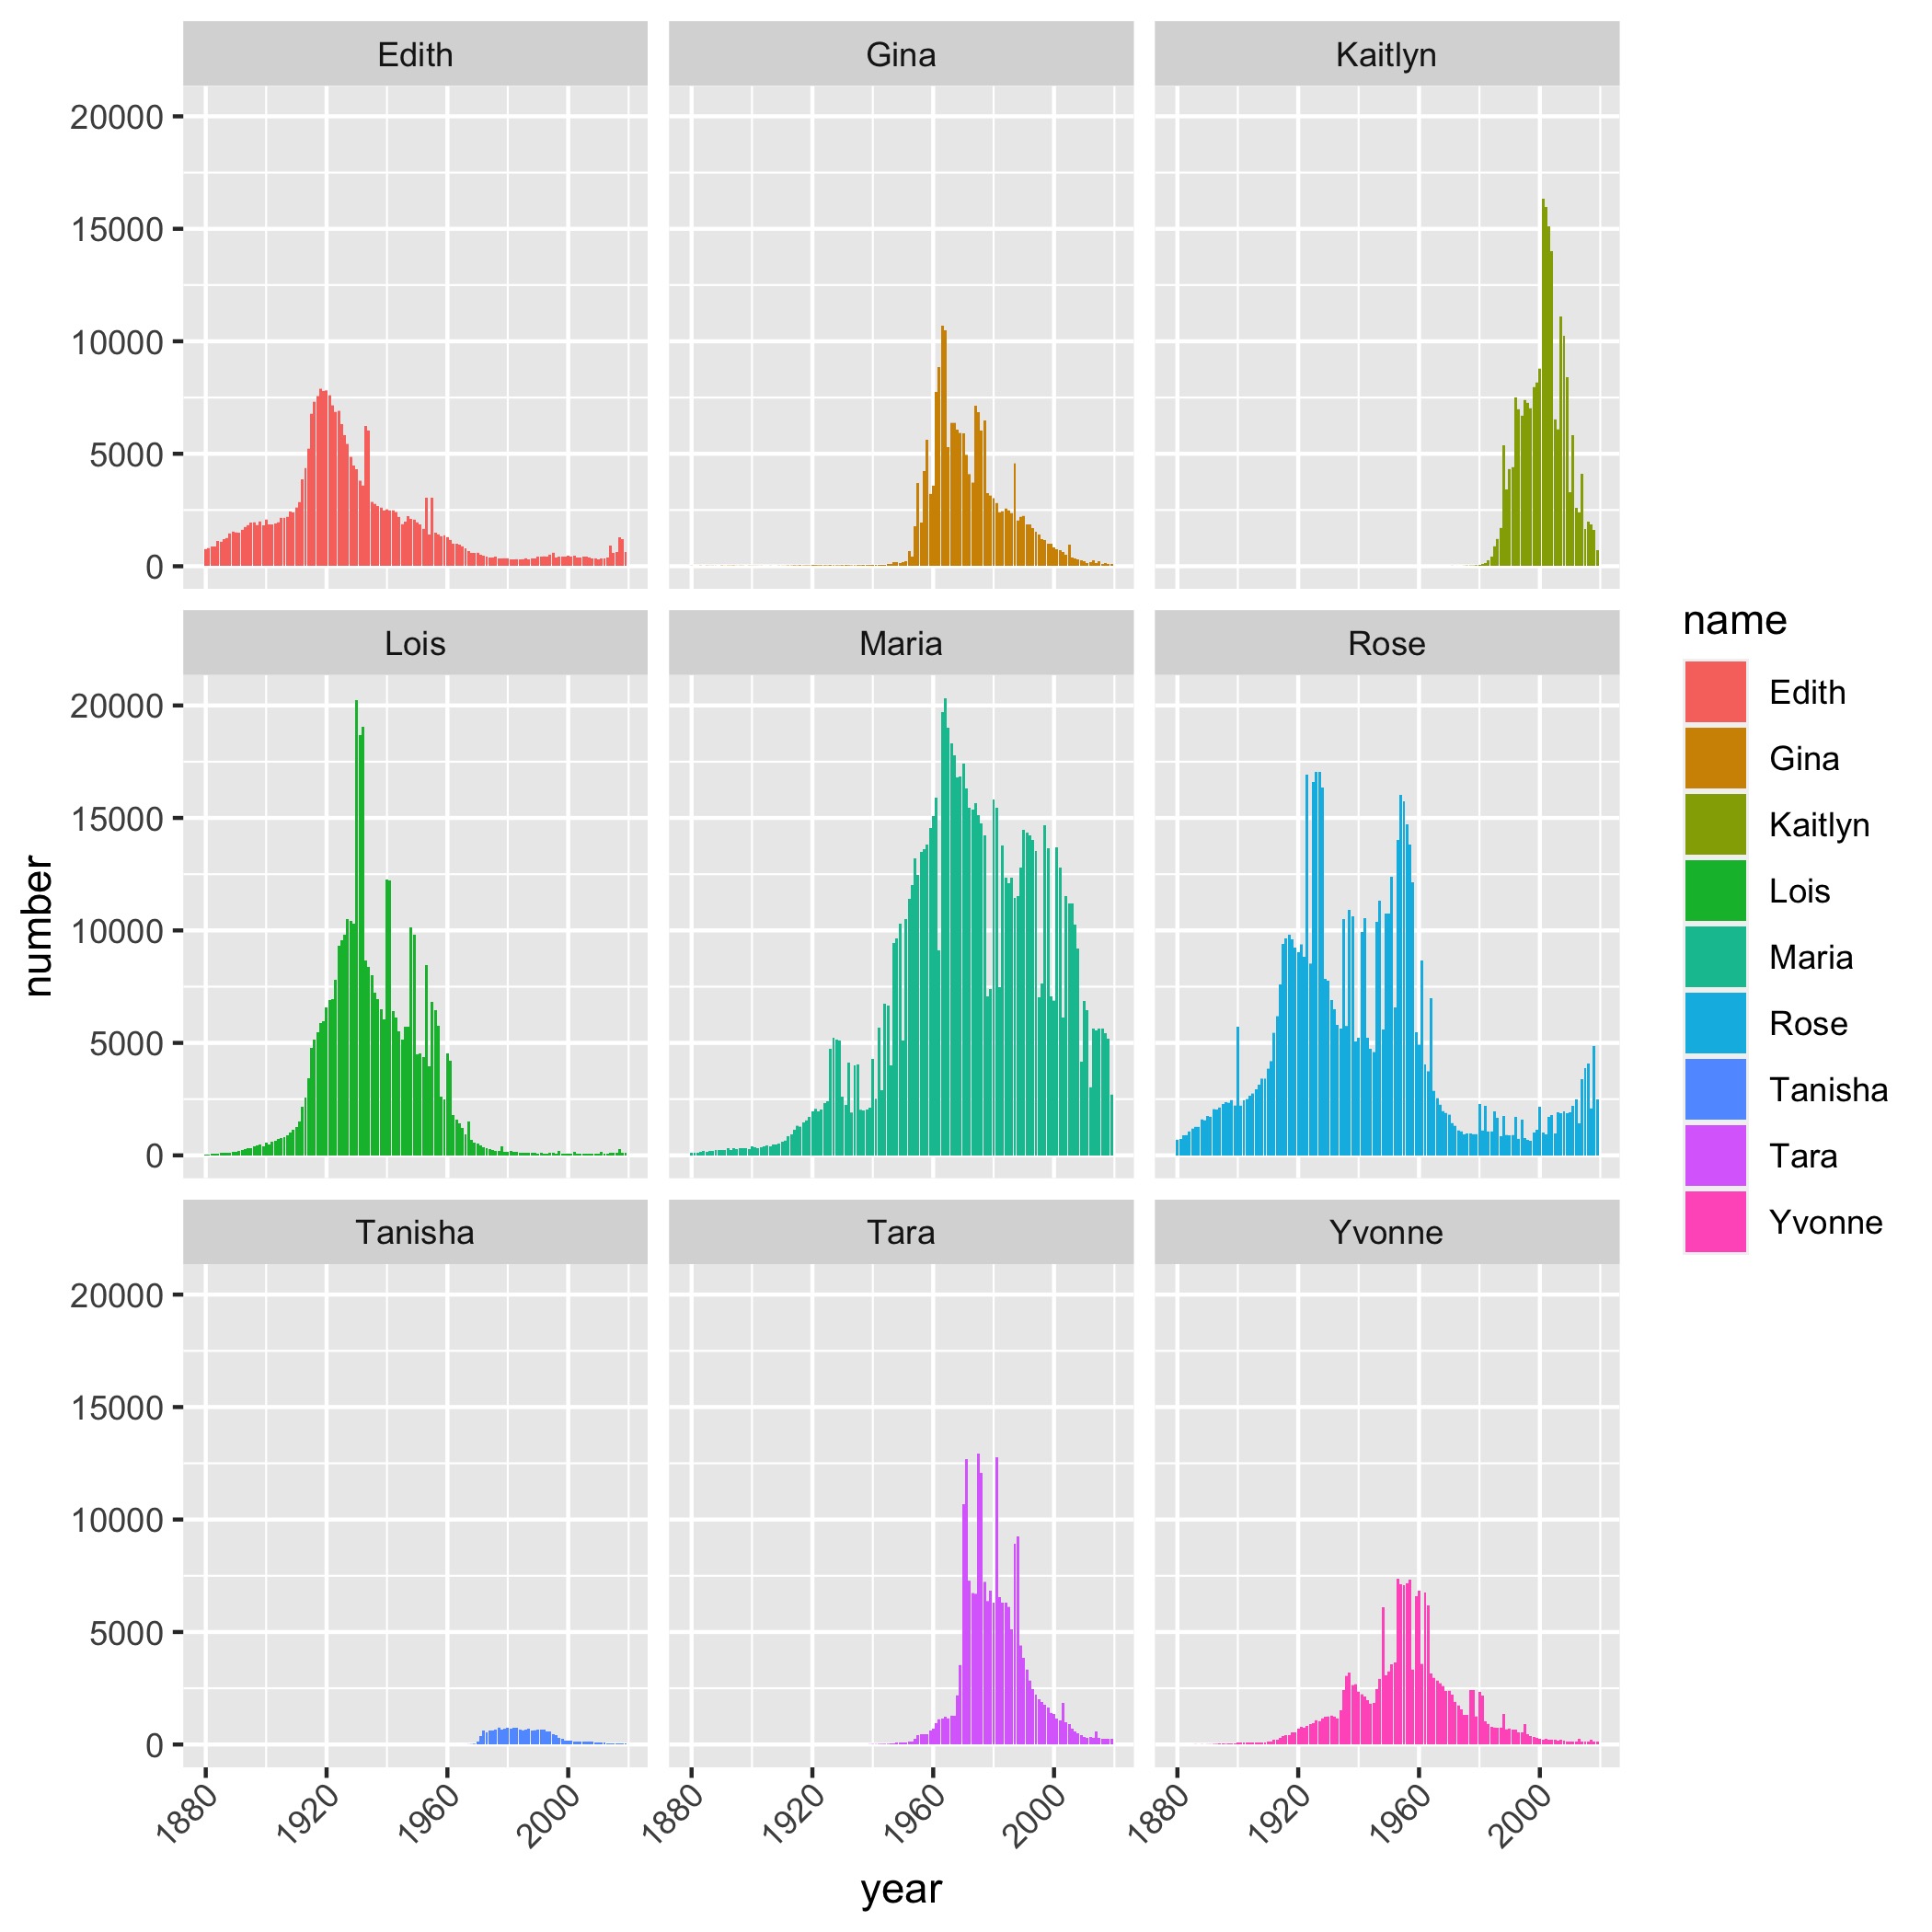 Edith Gina Kaitlyn
20000
15000
10000
5000
0
Lois Maria Rose
20000
15000
10000
5000
0
Tanisha Tara Yvonne
20000
15000
10000
5000
0
1880 1920 1960 2000 1880 1920 1960 2000 1880 1920 1960 2000
year
number
name
Edith
Gina
Kaitlyn
Lois
Maria
Rose
Tanisha
Tara
Yvonne